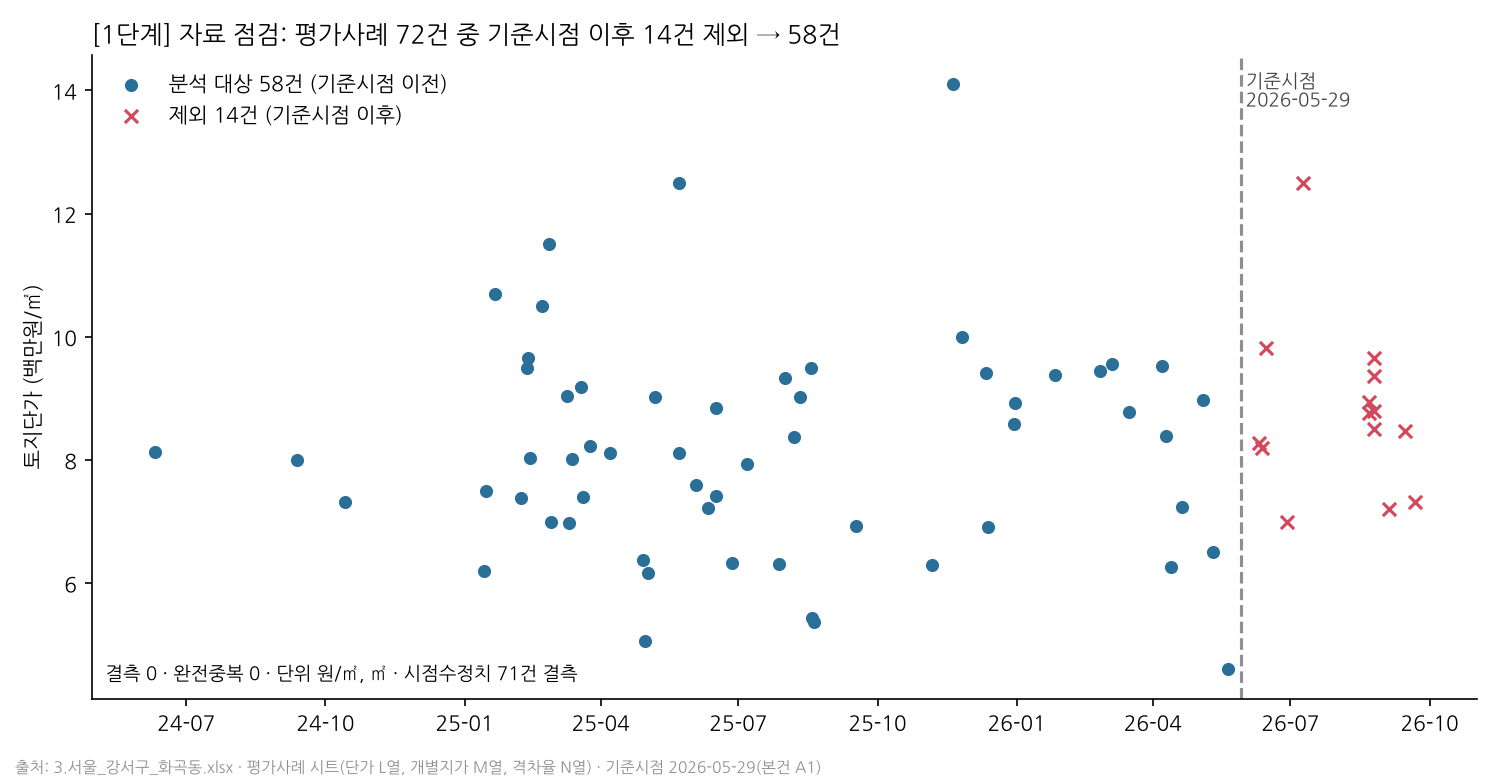 [1단계] 자료 점검: 평가사례 72건 중 기준시점 이후 14건 제외 → 58건
분석 대상 58건 (기준시점 이전)
제외 14건 (기준시점 이후)
기준시점
2026-05-29
토지단가 (백만원/㎡)
14
12
10
8
6
결측 0 · 완전중복 0 · 단위 원/㎡, ㎡ · 시점수정치 71건 결측
24-07 24-10 25-01 25-04 25-07 25-10 26-01 26-04 26-07 26-10
출처: 3.서울_강서구_화곡동.xlsx · 평가사례 시트(단가 L열, 개별지가 M열, 격차율 N열) · 기준시점 2026-05-29(본건 A1)